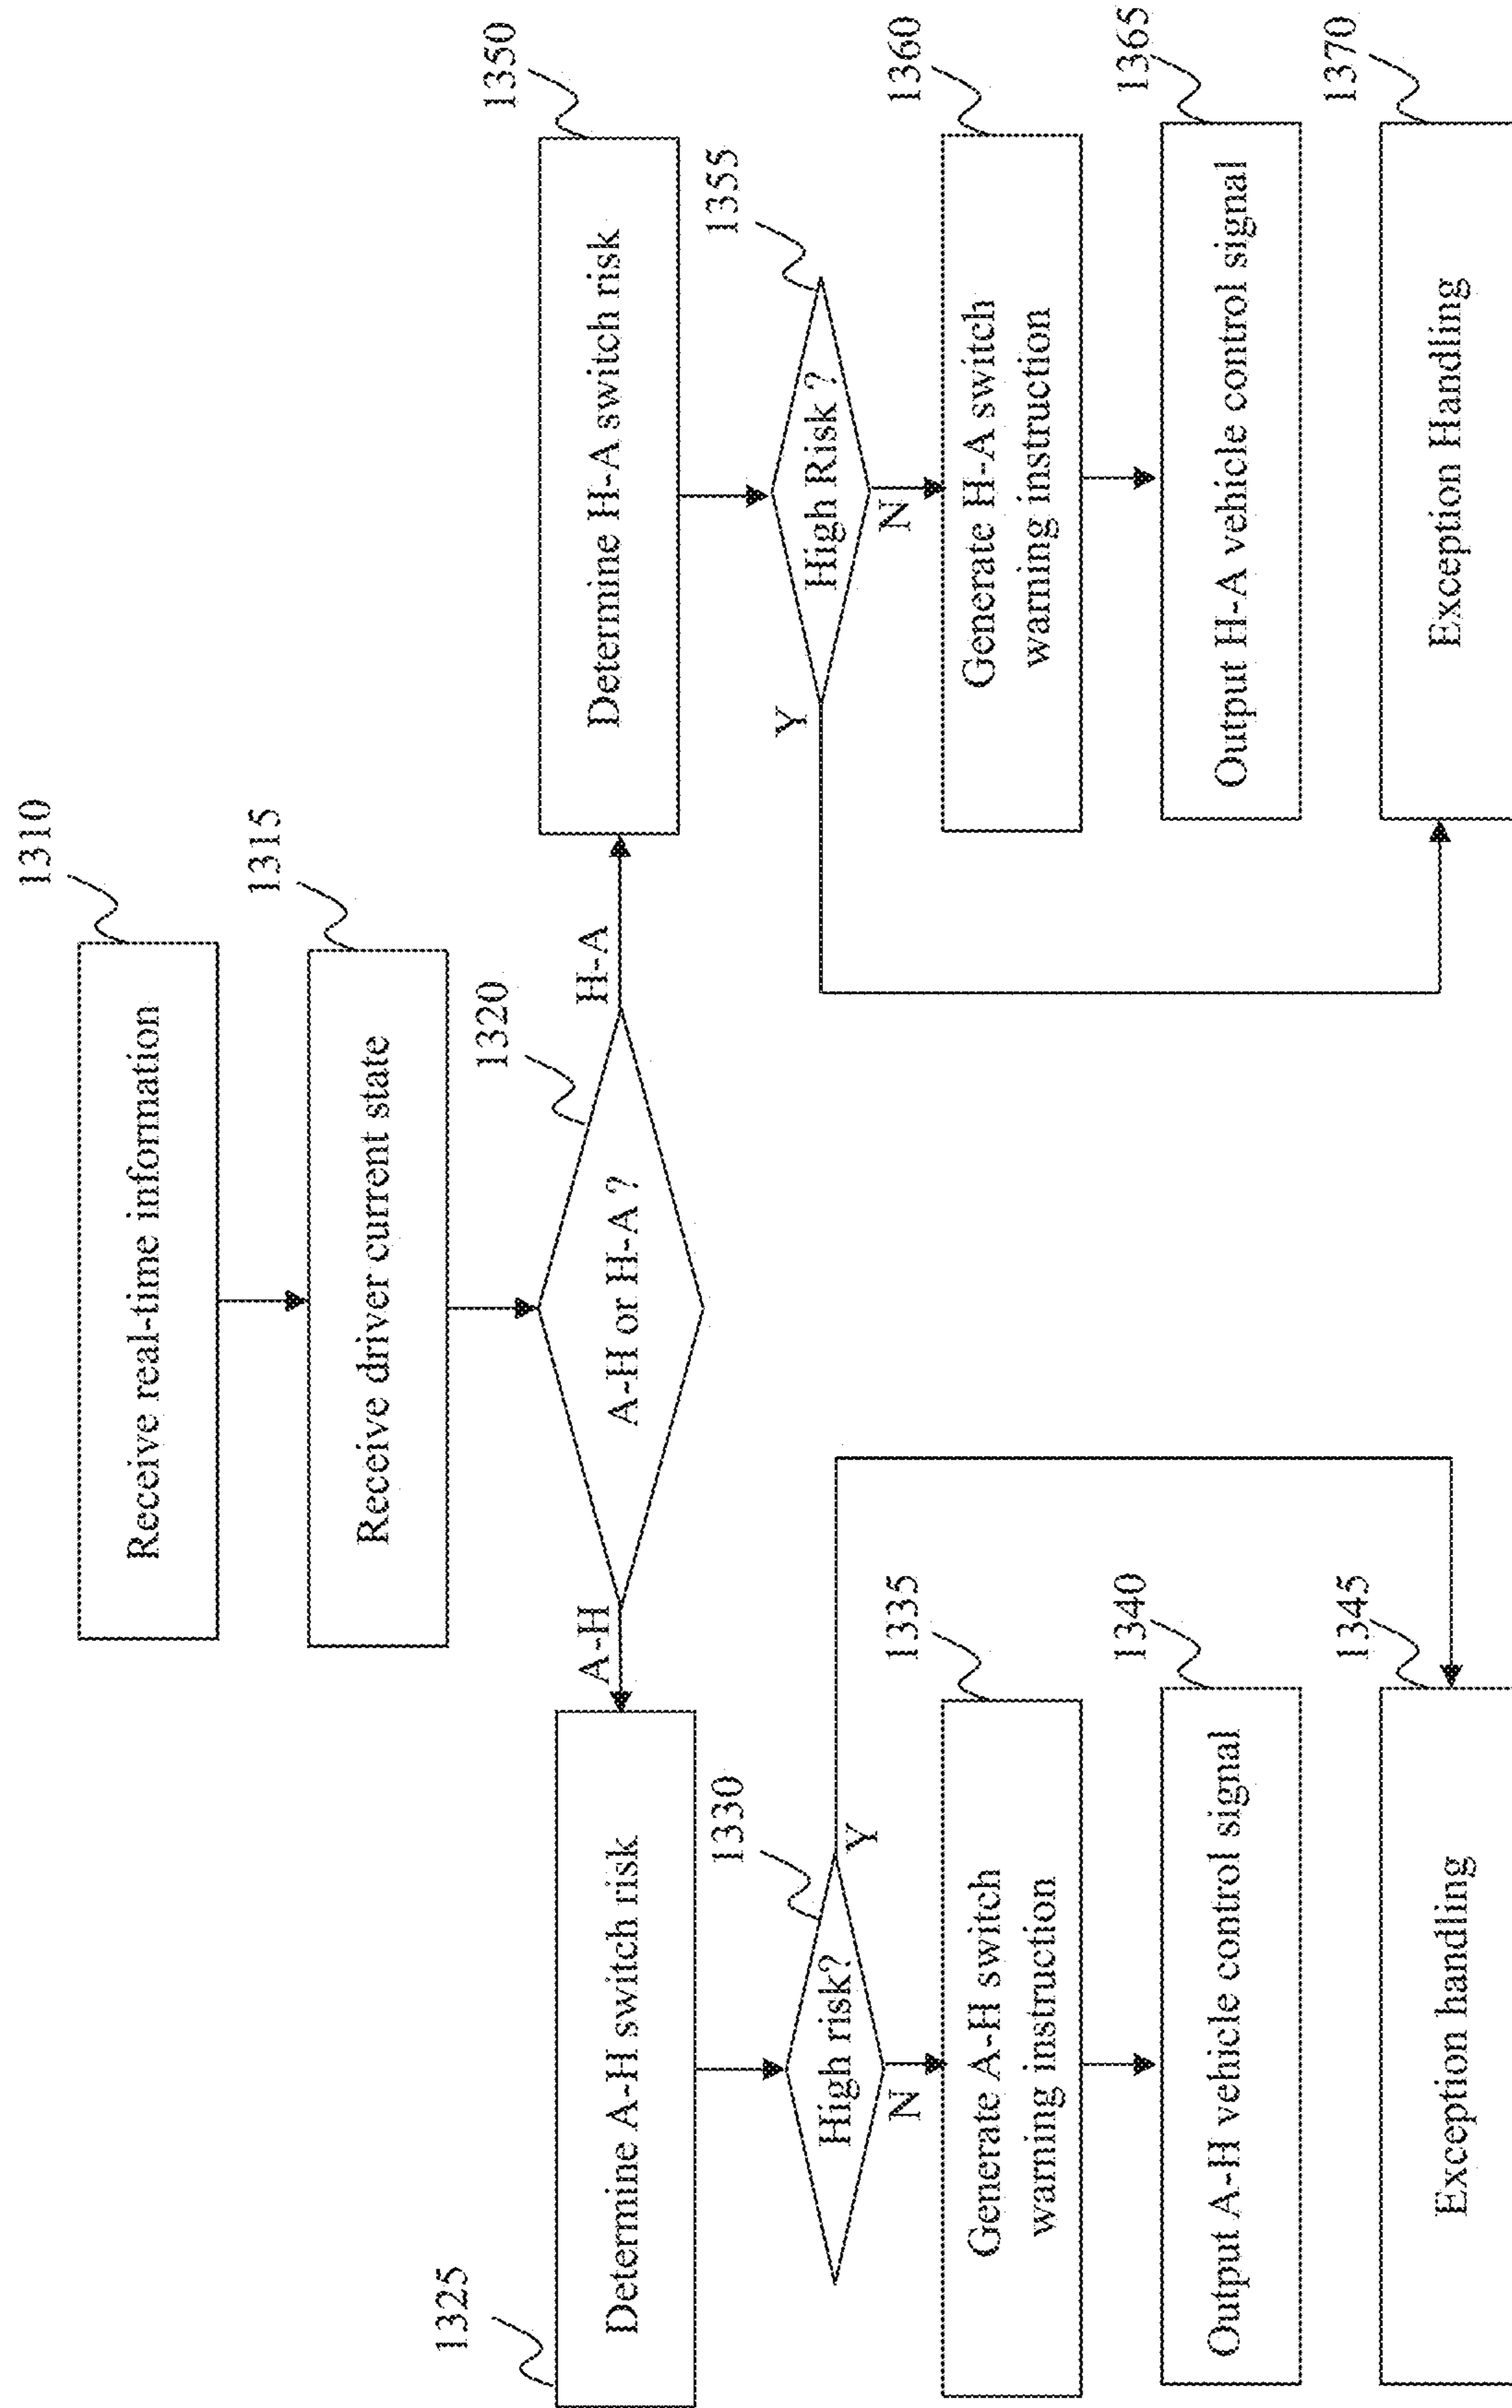 1310
Receive real-time information
1315
Receive driver current state
1320
A-H or H-A ?
A-H
H-A
1325
Determine A-H switch risk
1330
High risk?
Y
N
1335
Generate A-H switch
warning instruction
1340
Output A-H vehicle control signal
1345
Exception handling
1350
Determine H-A switch risk
1355
High Risk ?
Y
N
1360
Generate H-A switch
warning instruction
1365
Output H-A vehicle control signal
1370
Exception Handling